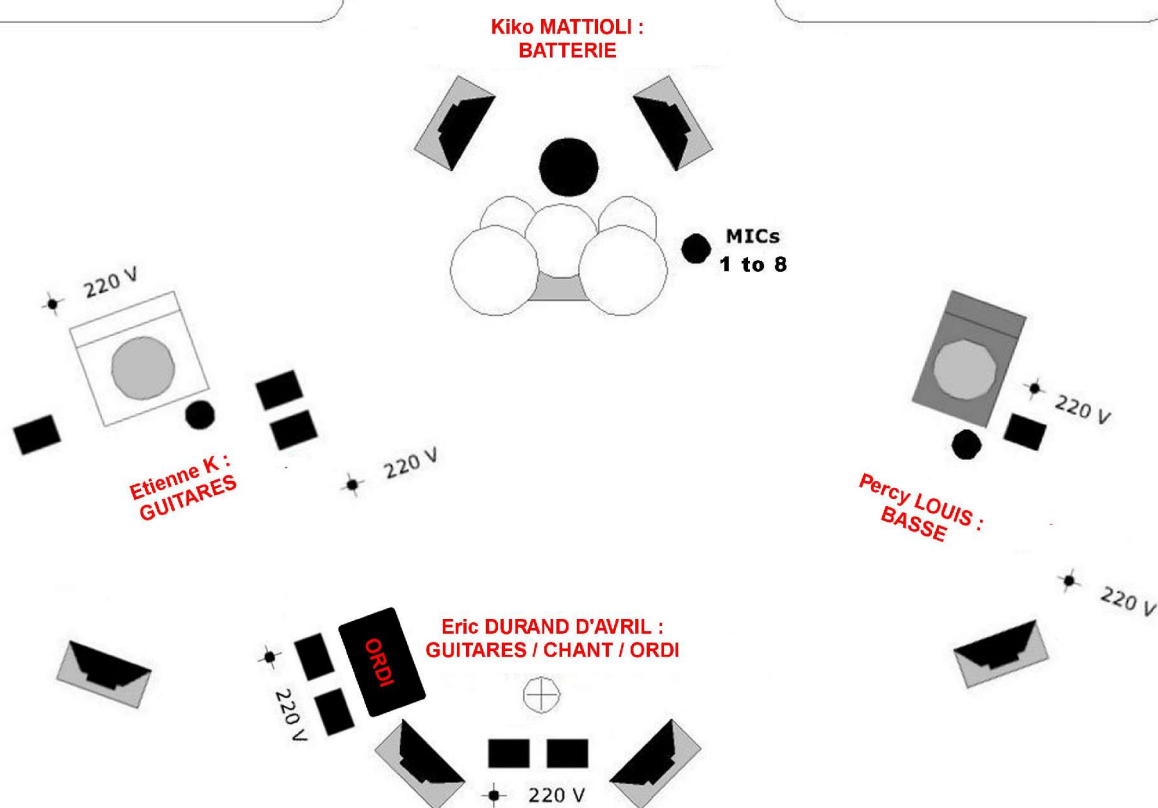 Kiko MATTIOLI :
BATTERIE
MICs
1 to 8
220 V
220 V
220 V
Etienne K :
GUITARES
Percy LOUIS :
BASSE
220 V
Eric DURAND D'AVRIL :
GUITARES / CHANT / ORDI
ORDI
220 V
220 V